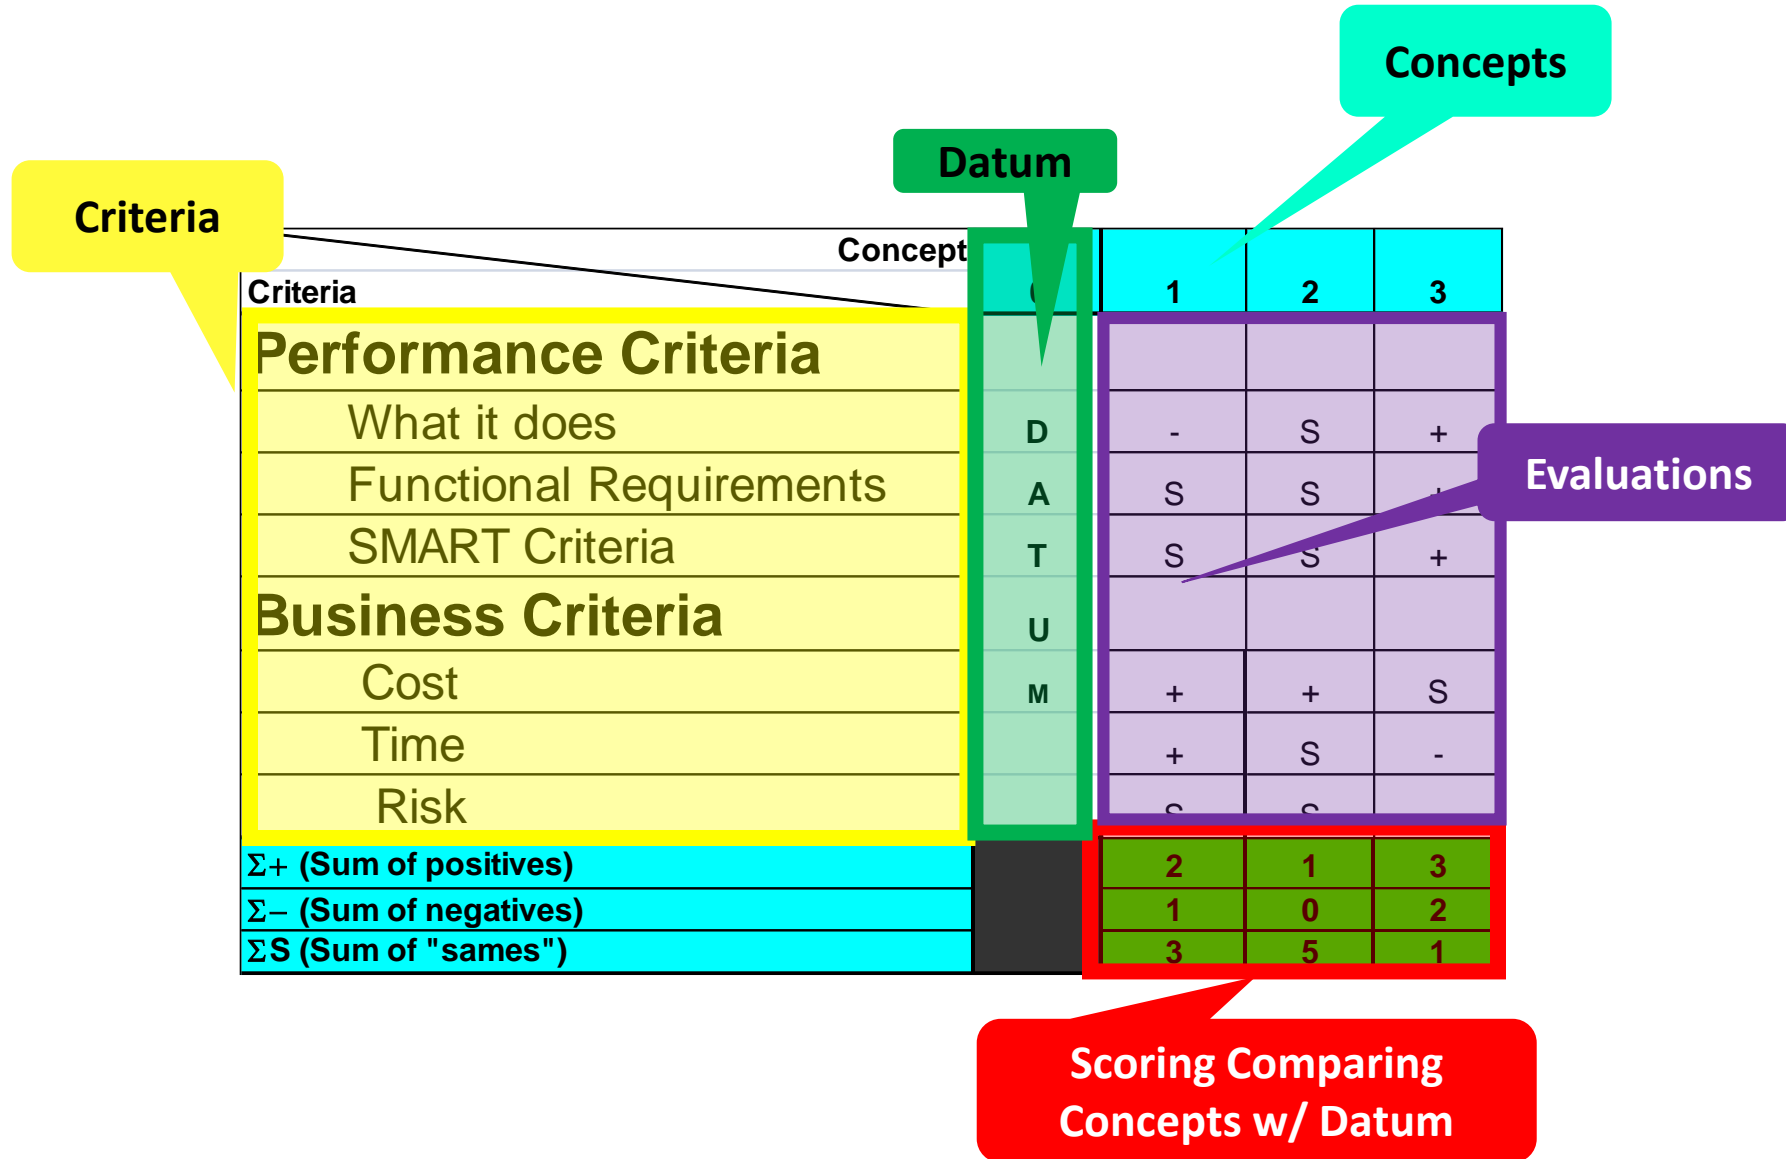 Concepts
Datum
Criteria
Concept
Criteria 1 2 3
Performance Criteria
What it does D - S +
Functional Requirements A S S
SMART Criteria T S S +
Business Criteria U
Cost M + + S
Time + S -
Risk S S
Evaluations
Σ+ (Sum of positives) 2 1 3
Σ– (Sum of negatives) 1 0 2
ΣS (Sum of "sames") 3 5 1
Scoring Comparing
Concepts w/ Datum